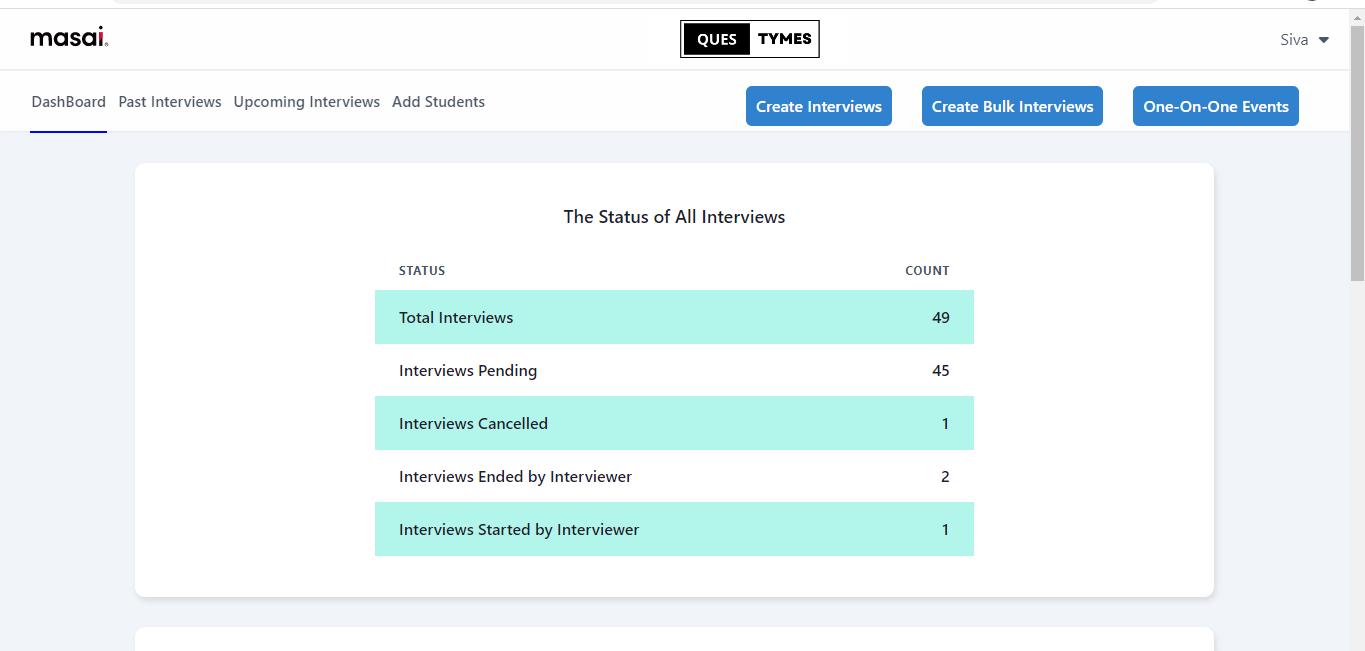 masai.
QUES TYMES
Siva
DashBoard Past Interviews Upcoming Interviews Add Students
Create Interviews Create Bulk Interviews One-On-One Events
The Status of All Interviews
STATUS COUNT
Total Interviews 49
Interviews Pending 45
Interviews Cancelled 1
Interviews Ended by Interviewer 2
Interviews Started by Interviewer 1